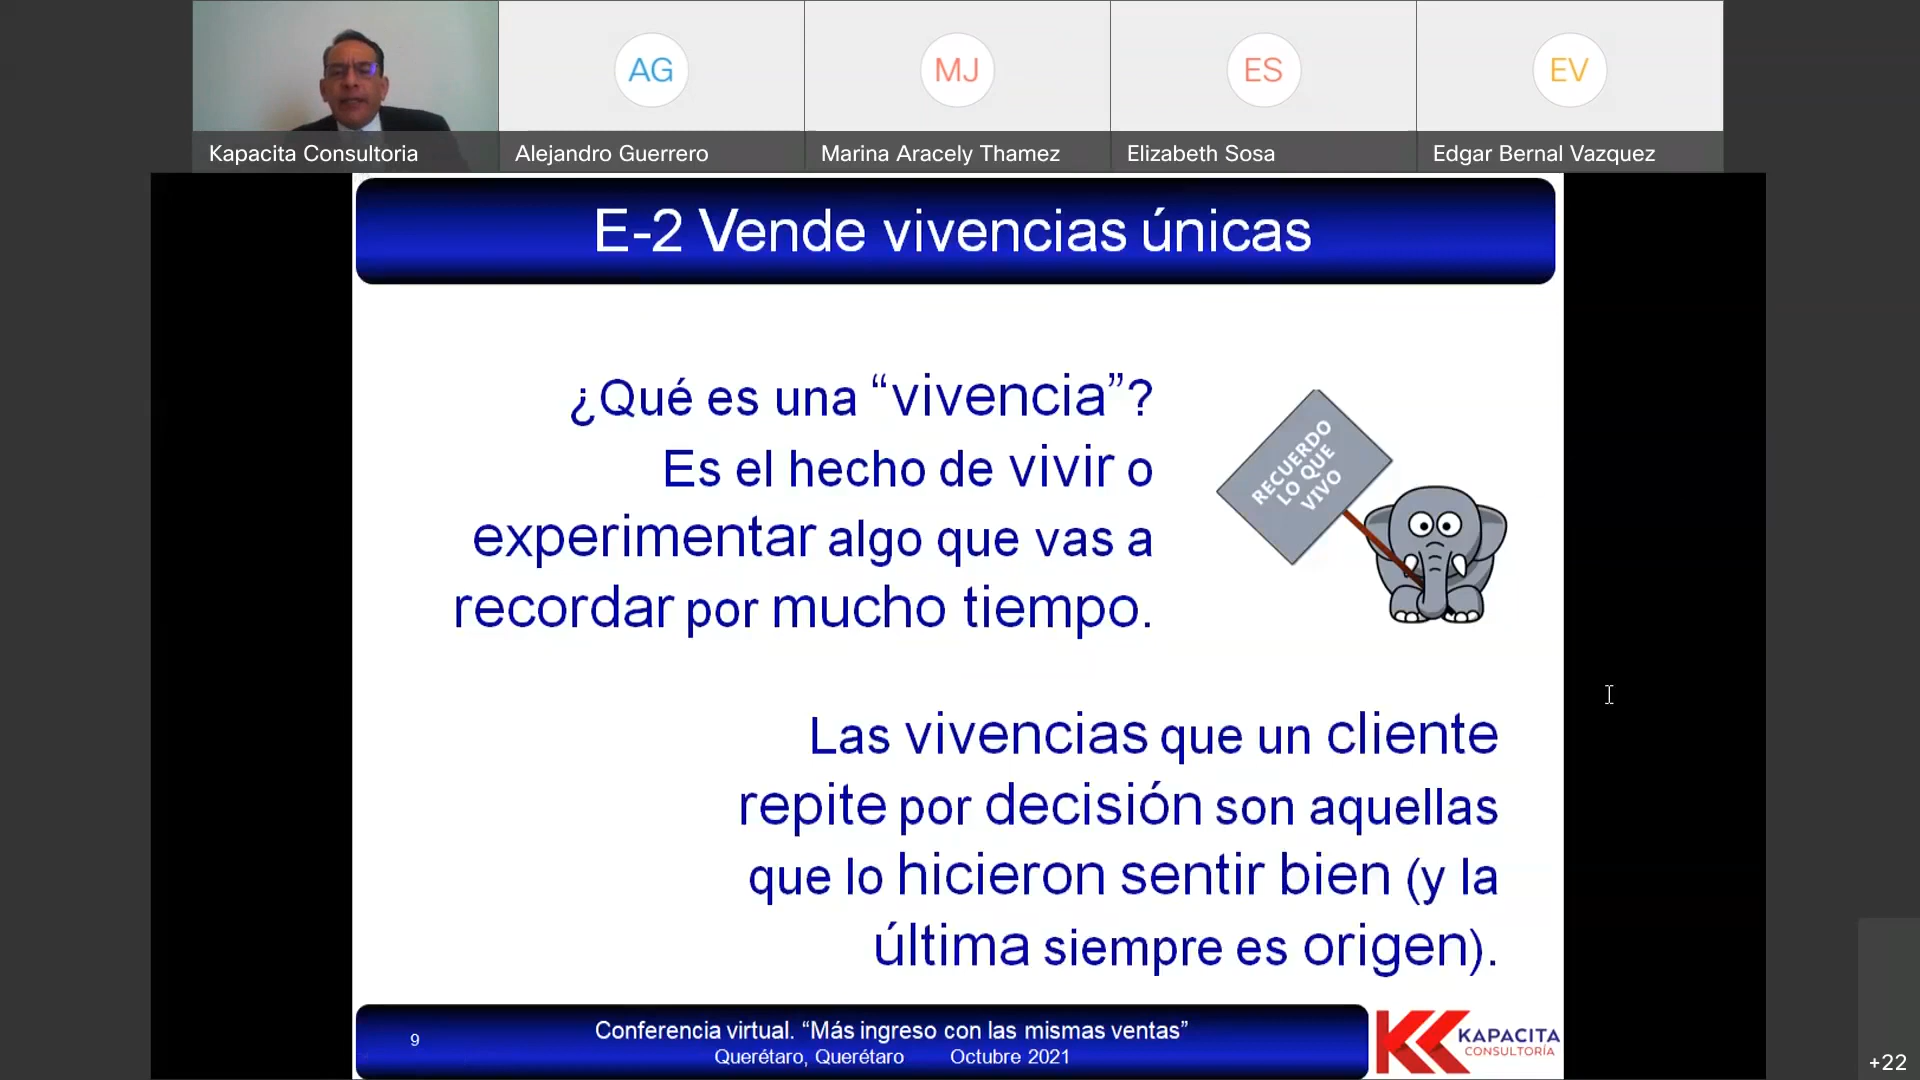 AG
MJ
ES
EV
Kapacita Consultoria
Alejandro Guerrero
Marina Aracely Thamez
Elizabeth Sosa
Edgar Bernal Vazquez
E-2 Vende vivencias únicas
¿Qué es una “vivencia”?
Es el hecho de vivir o
experimentar algo que vas a
recordar por mucho tiempo.
RECUERDO
LO QUE
VIVO
Las vivencias que un cliente
repite por decisión son aquellas
que lo hicieron sentir bien (y la
última siempre es origen).
9
Conferencia virtual. “Más ingreso con las mismas ventas”
Querétaro, Querétaro Octubre 2021
KAPACITA
CONSULTORÍA
+22